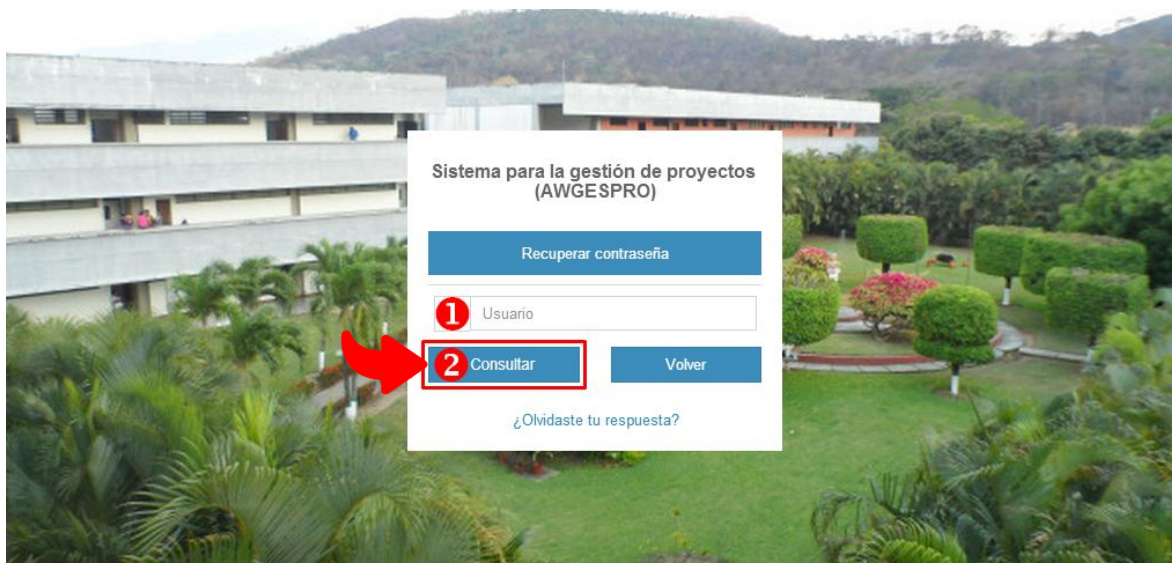 Sistema para la gestión de proyectos
(AWGESPRO)
Recuperar contraseña
1 Usuario
2 Consultar Volver
¿Olvidaste tu respuesta?